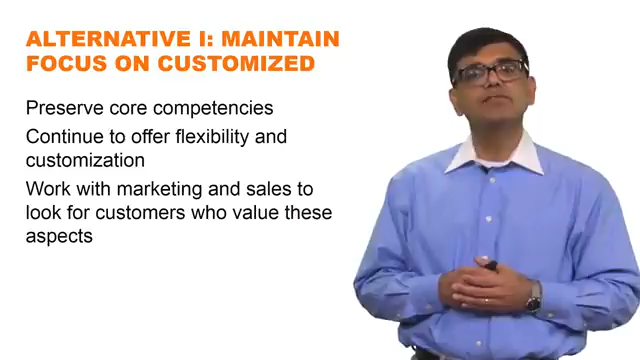 ALTERNATIVE I: MAINTAIN
FOCUS ON CUSTOMIZED
Preserve core competencies
Continue to offer flexibility and
customization
Work with marketing and sales to
look for customers who value these
aspects